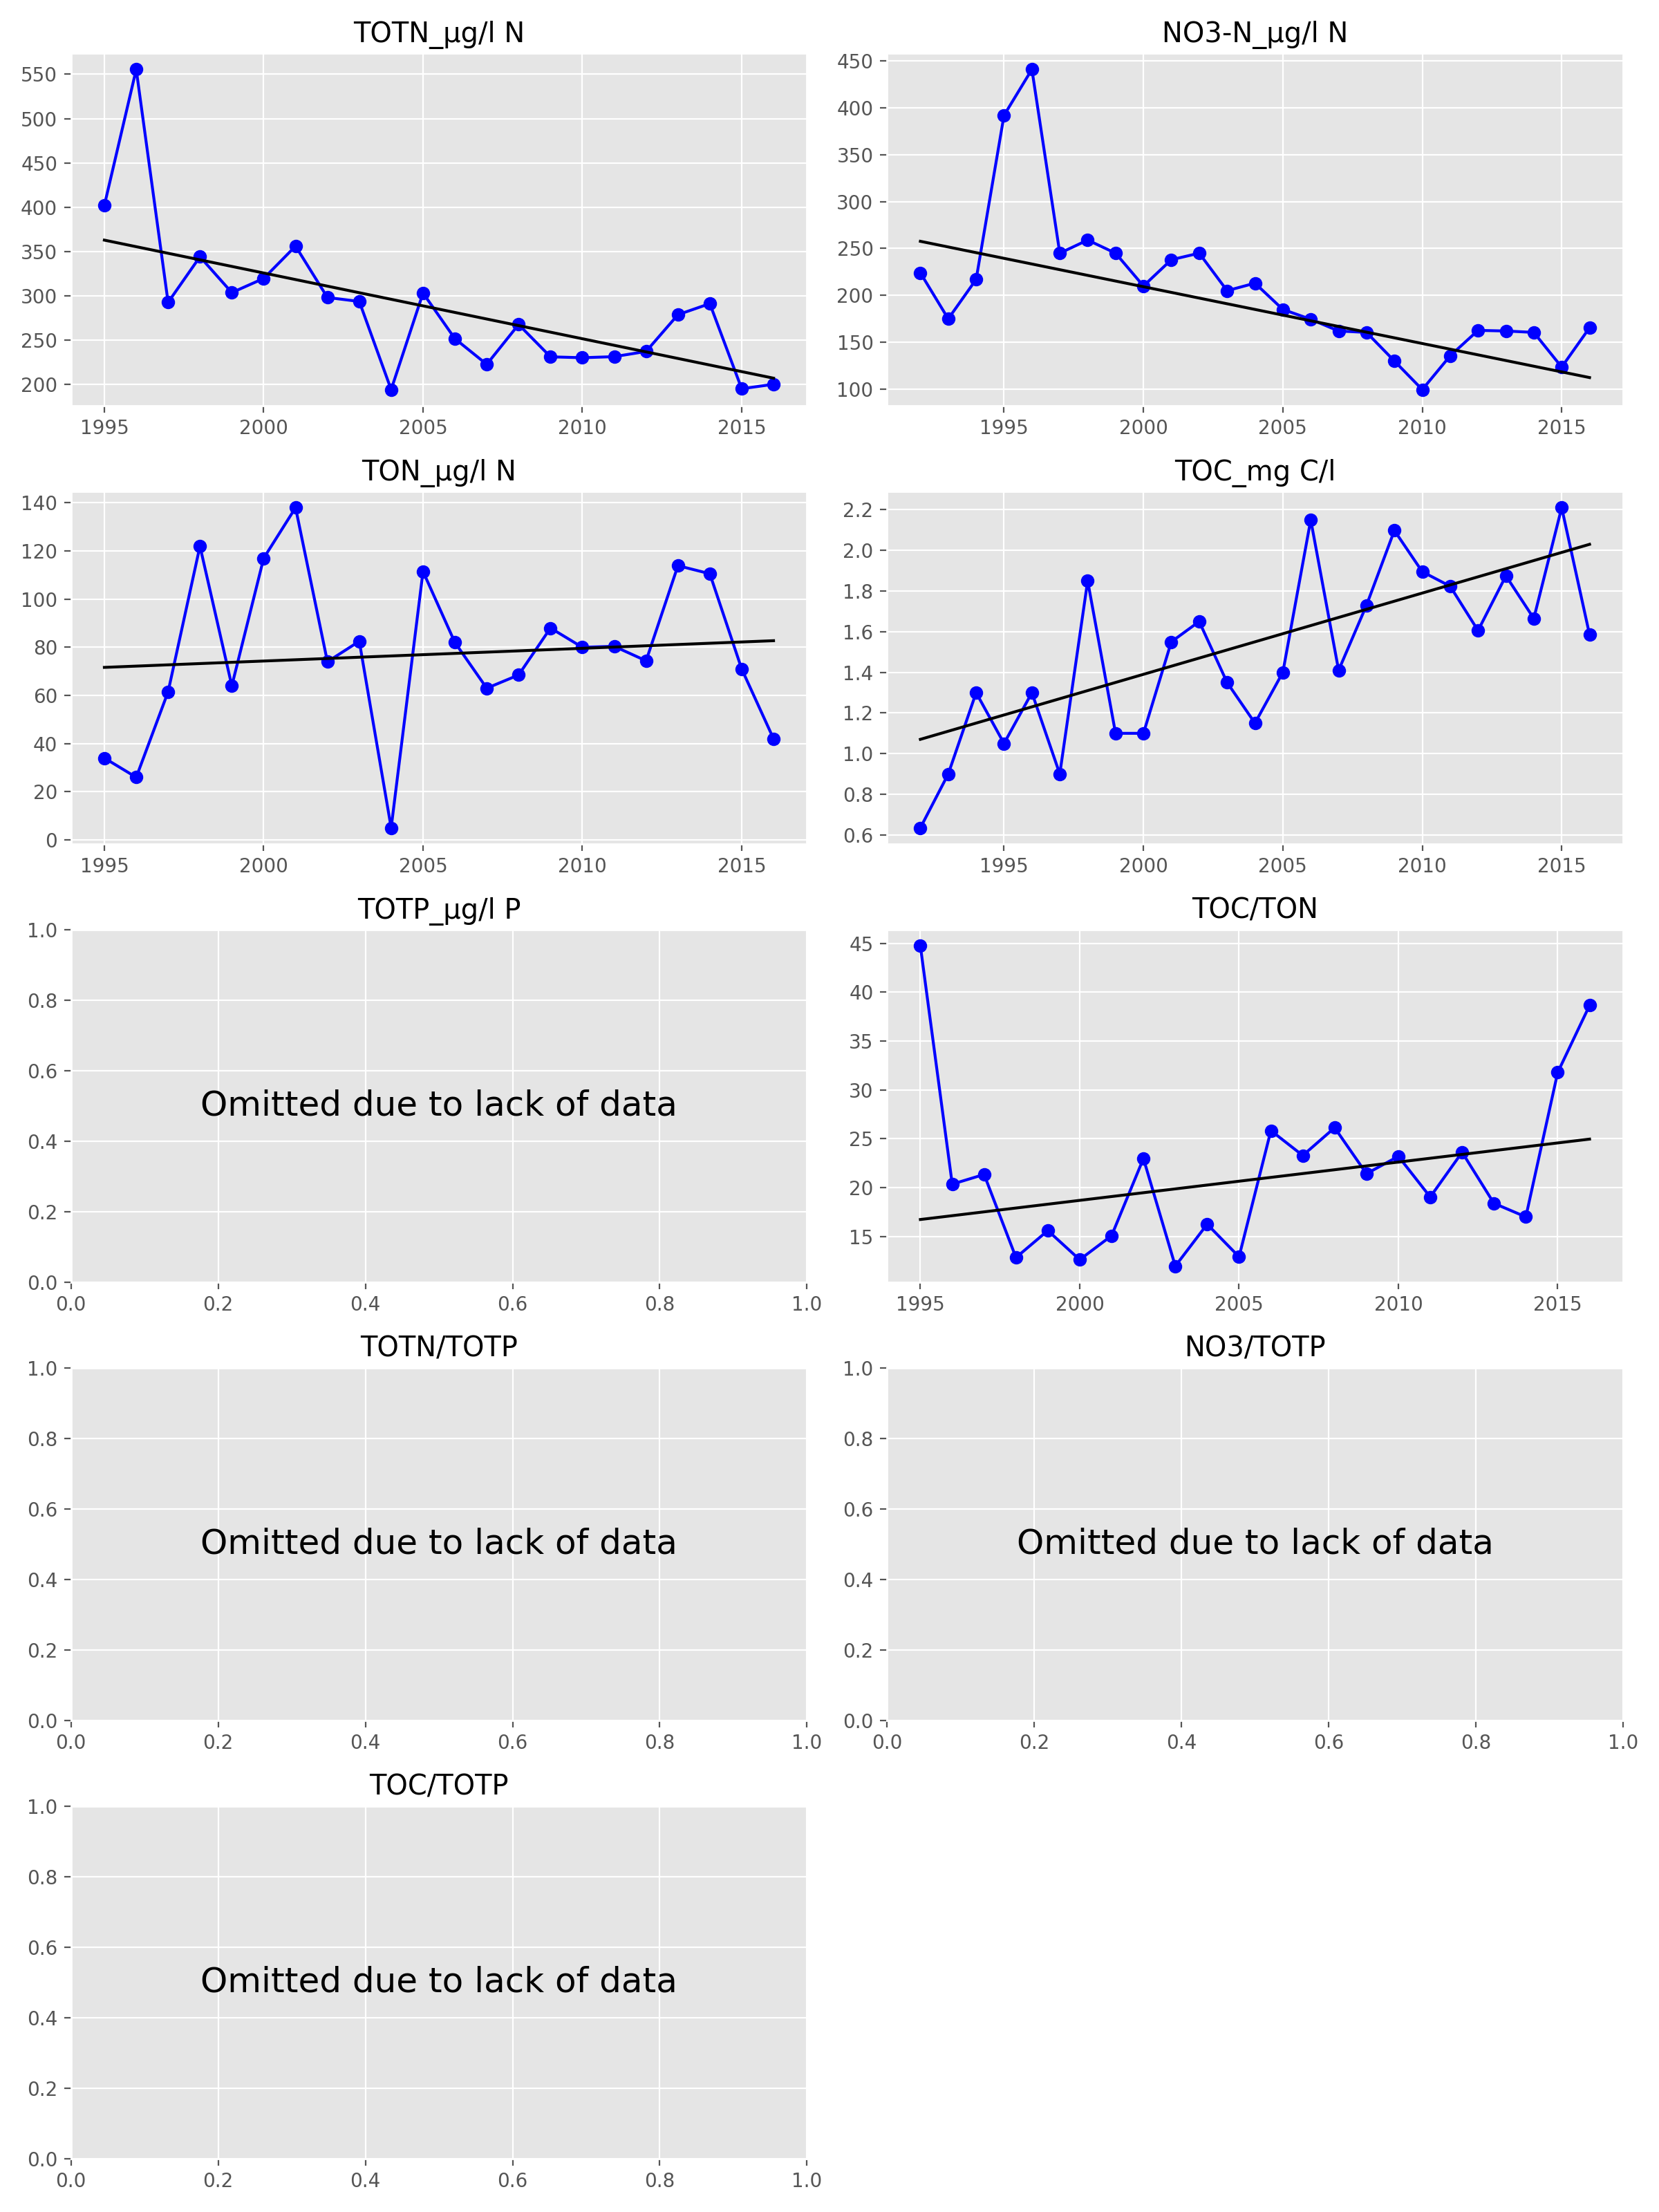 TOTN_µg/l N
550
500
450
400
350
300
250
200
1995 2000 2005 2010 2015
NO3-N_µg/l N
450
400
350
300
250
200
150
100
1995 2000 2005 2010 2015
TON_µg/l N
140
120
100
80
60
40
20
0
1995 2000 2005 2010 2015
TOC_mg C/l
2.2
2.0
1.8
1.6
1.4
1.2
1.0
0.8
0.6
1995 2000 2005 2010 2015
TOTP_µg/l P
1.0
0.8
0.6
Omitted due to lack of data
0.4
0.2
0.0
0.0 0.2 0.4 0.6 0.8 1.0
TOC/TON
45
40
35
30
25
20
15
1995 2000 2005 2010 2015
TOTN/TOTP
1.0
0.8
0.6
Omitted due to lack of data
0.4
0.2
0.0
0.0 0.2 0.4 0.6 0.8 1.0
NO3/TOTP
1.0
0.8
0.6
Omitted due to lack of data
0.4
0.2
0.0
0.0 0.2 0.4 0.6 0.8 1.0
TOC/TOTP
1.0
0.8
0.6
Omitted due to lack of data
0.4
0.2
0.0
0.0 0.2 0.4 0.6 0.8 1.0